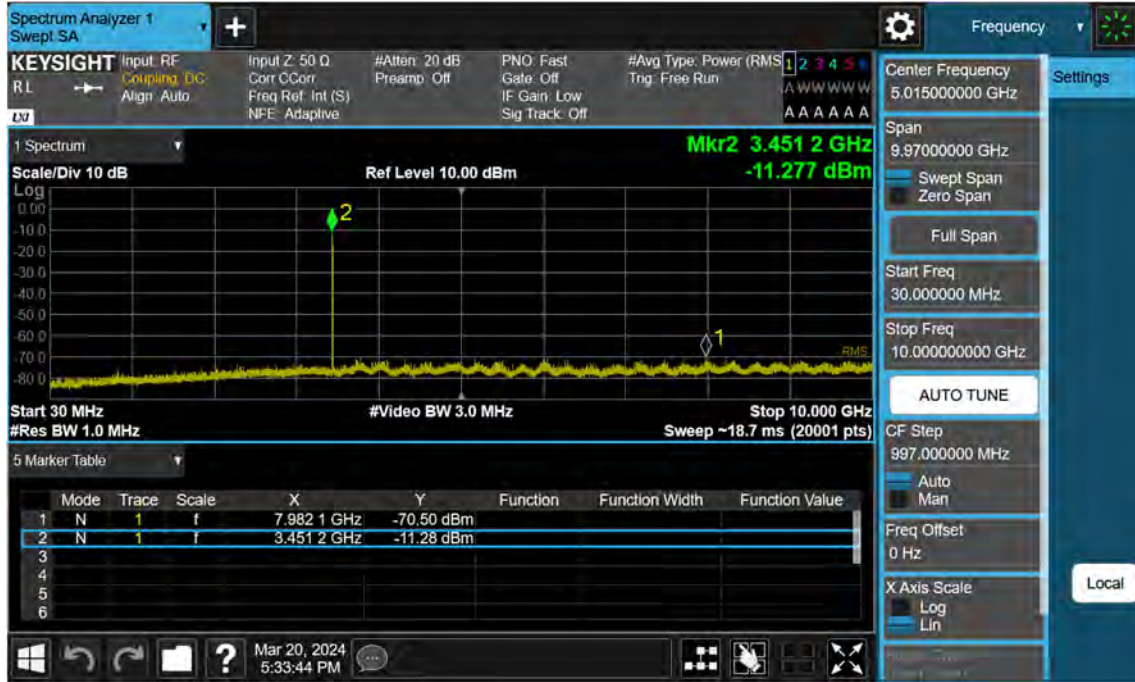 Spectrum Analyzer 1
Swept SA
+
Frequency
KEYSIGHT
RL
LXI
Input: RF
Coupling: DC
Align: Auto
Input Z: 50 Ω
Corr CCorr
Freq Ref: Int (S)
NFE: Adaptive
#Atten: 20 dB
Preamp: Off
PNO: Fast
Gate: Off
IF Gain: Low
Sig Track: Off
#Avg Type: Power (RMS
Trig: Free Run
1 2 3 4 5 6
A W W W W W
A A A A A A
1 Spectrum
Scale/Div 10 dB
Ref Level 10.00 dBm
Mkr2 3.451 2 GHz
-11.277 dBm
Log
0.00
-10.0
-20.0
-30.0
-40.0
-50.0
-60.0
-70.0
-80.0
2
1
RMS
Start 30 MHz
#Res BW 1.0 MHz
#Video BW 3.0 MHz
Stop 10.000 GHz
Sweep ~18.7 ms (20001 pts)
5 Marker Table
Mode Trace Scale X Y Function Function Width Function Value
1 N 1 f 7.982 1 GHz -70.50 dBm
2 N 1 f 3.451 2 GHz -11.28 dBm
3
4
5
6
Mar 20, 2024
5:33:44 PM
?
Center Frequency
5.015000000 GHz
Span
9.97000000 GHz
Swept Span
Zero Span
Full Span
Start Freq
30.000000 MHz
Stop Freq
10.000000000 GHz
AUTO TUNE
CF Step
997.000000 MHz
Auto
Man
Freq Offset
0 Hz
X Axis Scale
Log
Lin
Settings
Local